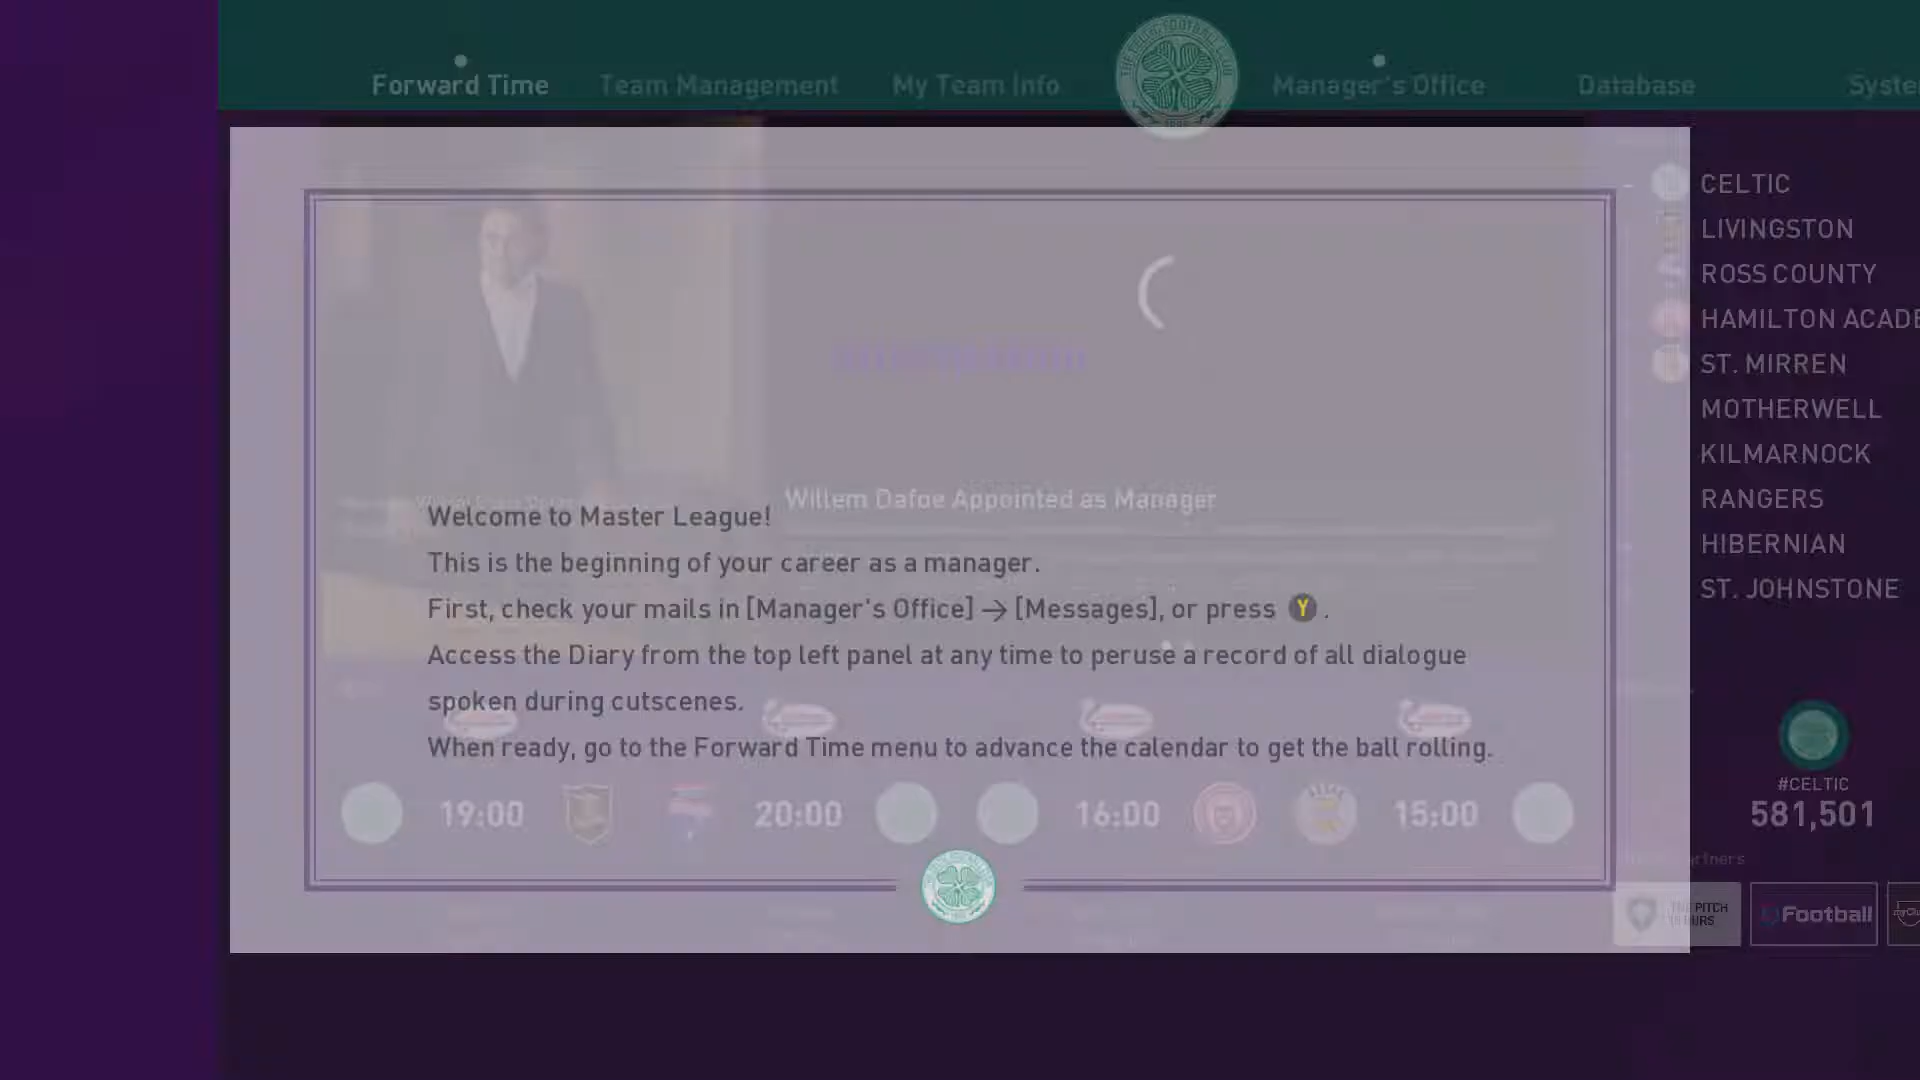 Forward Time Team Management My Team Info Manager's Office Database Syste
CELTIC
LIVINGSTON
ROSS COUNTY
HAMILTON ACADE
ST. MIRREN
MOTHERWELL
KILMARNOCK
RANGERS
HIBERNIAN
ST. JOHNSTONE
Willem Dafoe Appointed as Manager
Welcome to Master League!
This is the beginning of your career as a manager.
First, check your mails in [Manager's Office] → [Messages], or press Y .
Access the Diary from the top left panel at any time to peruse a record of all dialogue
spoken during cutscenes.
When ready, go to the Forward Time menu to advance the calendar to get the ball rolling.
19:00 20:00 16:00 15:00
#CELTIC
581,501
rtners
PITCH
Football